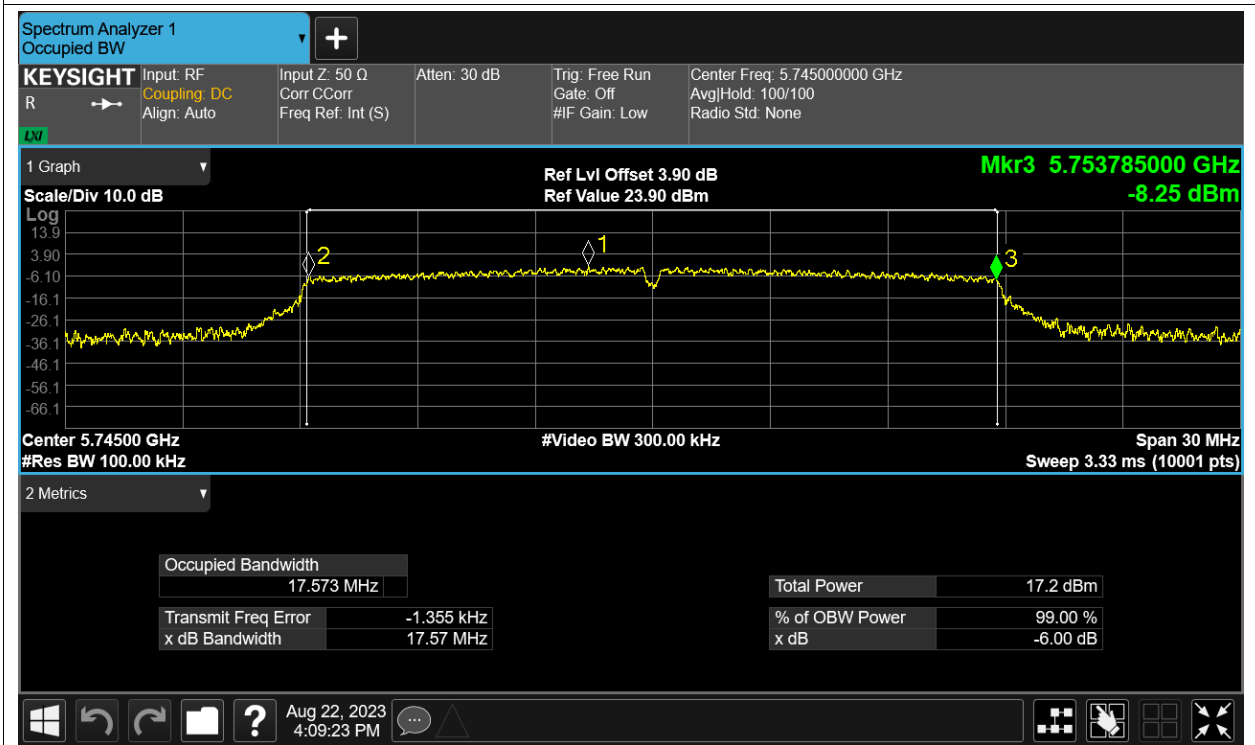 Spectrum Analyzer 1
Occupied BW
KEYSIGHT
R
LXI
Input: RF
Coupling: DC
Align: Auto
Input Z: 50 Ω
Corr CCorr
Freq Ref: Int (S)
Atten: 30 dB
Trig: Free Run
Gate: Off
#IF Gain: Low
Center Freq: 5.745000000 GHz
Avg|Hold: 100/100
Radio Std: None
1 Graph
Scale/Div 10.0 dB
Ref Lvl Offset 3.90 dB
Ref Value 23.90 dBm
Mkr3 5.753785000 GHz
-8.25 dBm
Log
13.9
3.90
-6.10
-16.1
-26.1
-36.1
-46.1
-56.1
-66.1
2
1
3
Center 5.74500 GHz
#Res BW 100.00 kHz
#Video BW 300.00 kHz
Span 30 MHz
Sweep 3.33 ms (10001 pts)
2 Metrics
Occupied Bandwidth
17.573 MHz
Transmit Freq Error -1.355 kHz
x dB Bandwidth 17.57 MHz
Total Power 17.2 dBm
% of OBW Power 99.00 %
x dB -6.00 dB
?
Aug 22, 2023
4:09:23 PM